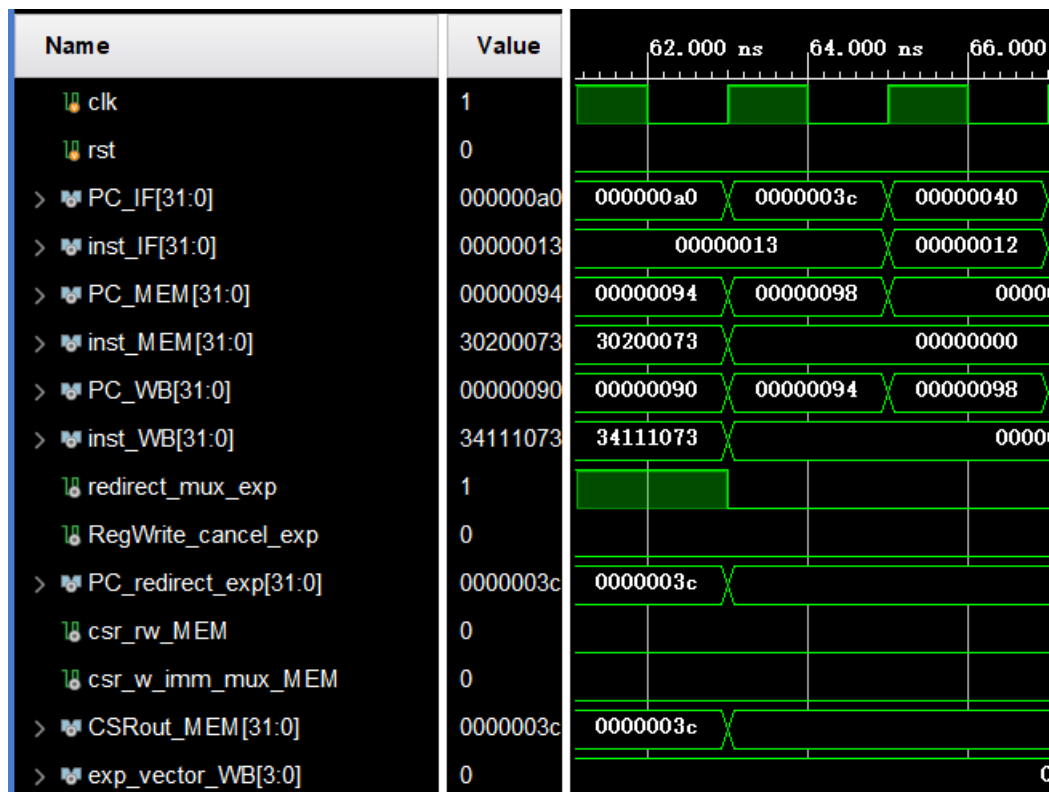 Name Value 62.000 ns 64.000 ns 66.000
clk 1
rst 0
PC_IF[31:0] 000000a0 000000a0 0000003c 00000040
inst_IF[31:0] 00000013 00000013 00000012
PC_MEM[31:0] 00000094 00000094 00000098 0000
inst_MEM[31:0] 30200073 30200073 00000000
PC_WB[31:0] 00000090 00000090 00000094 00000098
inst_WB[31:0] 34111073 34111073 0000
redirect_mux_exp 1
RegWrite_cancel_exp 0
PC_redirect_exp[31:0] 0000003c 0000003c
csr_rw_MEM 0
csr_w_imm_mux_MEM 0
CSRout_MEM[31:0] 0000003c 0000003c
exp_vector_WB[3:0] 0